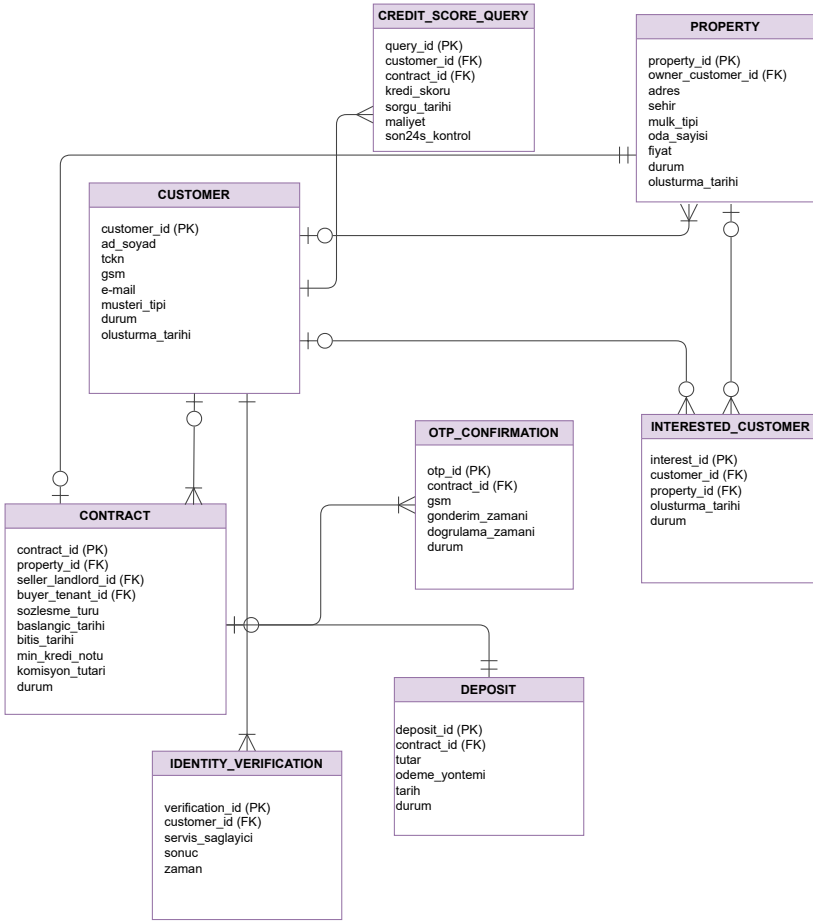 CREDIT_SCORE_QUERY
query_id (PK)
customer_id (FK)
contract_id (FK)
kredi_skoru
sorgu_tarihi
maliyet
son24s_kontrol
PROPERTY
property_id (PK)
owner_customer_id (FK)
adres
sehir
mulk_tipi
oda_sayisi
fiyat
durum
olusturma_tarihi
CUSTOMER
customer_id (PK)
ad_soyad
tckn
gsm
e-mail
musteri_tipi
durum
olusturma_tarihi
OTP_CONFIRMATION
otp_id (PK)
contract_id (FK)
gsm
gonderim_zamani
dogrulama_zamani
durum
INTERESTED_CUSTOMER
interest_id (PK)
customer_id (FK)
property_id (FK)
olusturma_tarihi
durum
CONTRACT
contract_id (PK)
property_id (FK)
seller_landlord_id (FK)
buyer_tenant_id (FK)
sozlesme_turu
baslangic_tarihi
bitis_tarihi
min_kredi_notu
komisyon_tutari
durum
DEPOSIT
deposit_id (PK)
contract_id (FK)
tutar
odeme_yontemi
tarih
durum
IDENTITY_VERIFICATION
verification_id (PK)
customer_id (FK)
servis_saglayici
sonuc
zaman